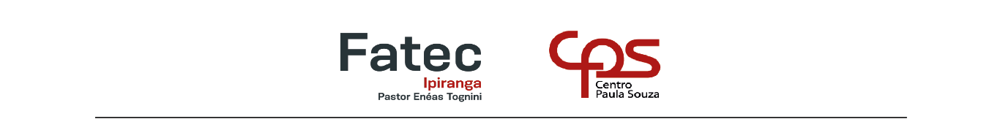 Fatec
Ipiranga
Pastor Enéas Tognini
cps
Centro
Paula Souza